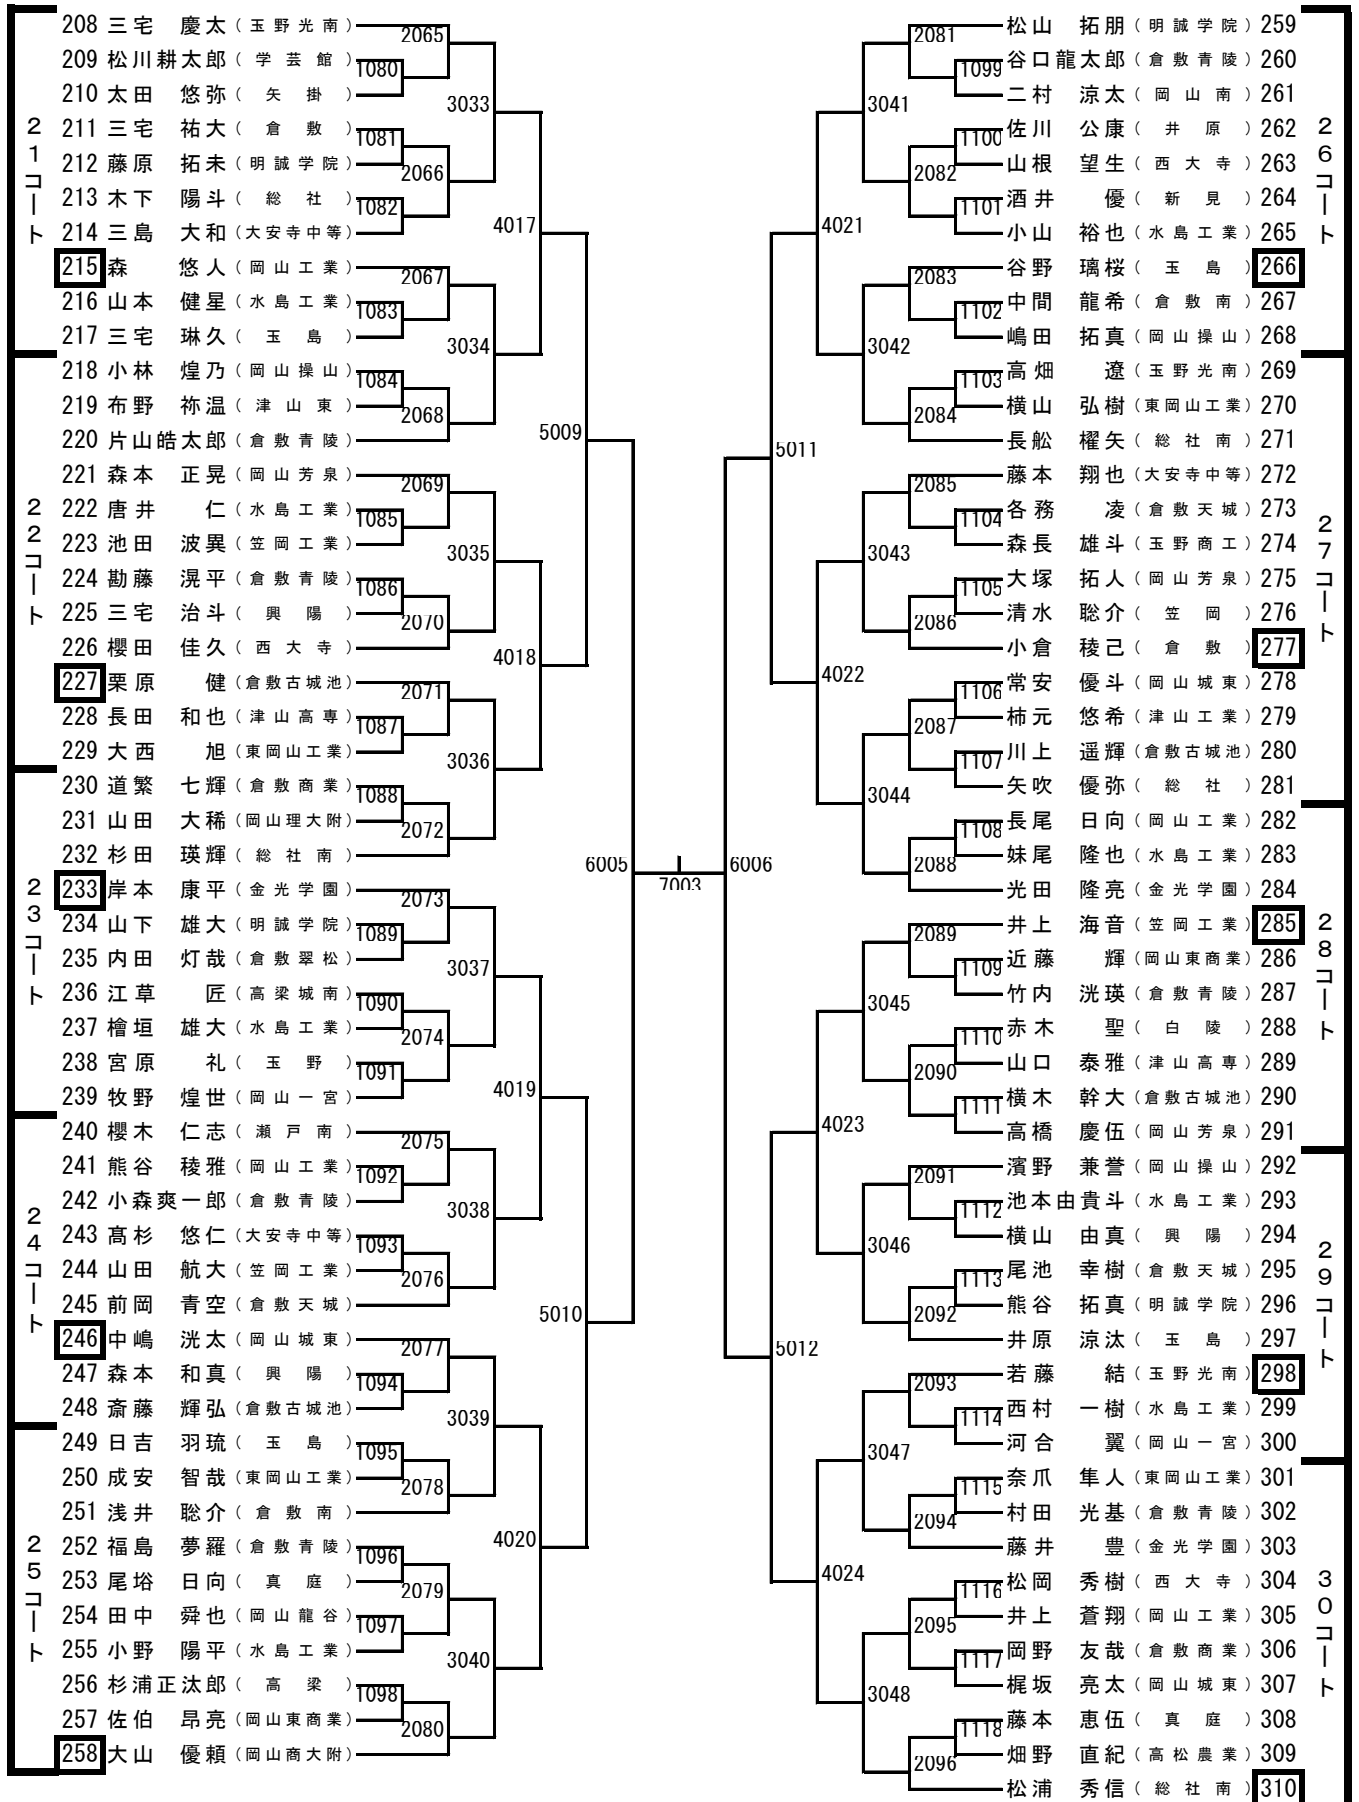 21コート
208 三宅 慶太 (玉野光南)
209 松川耕太郎 (学芸館)
210 太田 悠弥 (矢掛)
211 三宅 祐大 (倉敷)
212 藤原 拓未 (明誠学院)
213 木下 陽斗 (総社)
214 三島 大和 (大安寺中等)
215 森 悠人 (岡山工業)
216 山本 健星 (水島工業)
217 三宅 琳久 (玉島)
22コート
218 小林 煌乃 (岡山操山)
219 布野 祢温 (津山東)
220 片山皓太郎 (倉敷青陵)
221 森本 正晃 (岡山芳泉)
222 唐井 仁 (水島工業)
223 池田 波異 (笠岡工業)
224 勘藤 滉平 (倉敷青陵)
225 三宅 治斗 (興陽)
226 櫻田 佳久 (西大寺)
227 栗原 健 (倉敷古城池)
228 長田 和也 (津山高専)
229 大西 旭 (東岡山工業)
23コート
230 道繁 七輝 (倉敷商業)
231 山田 大稀 (岡山理大附)
232 杉田 瑛輝 (総社南)
233 岸本 康平 (金光学園)
234 山下 雄大 (明誠学院)
235 内田 灯哉 (倉敷翠松)
236 江草 匠 (高梁城南)
237 檜垣 雄大 (水島工業)
238 宮原 礼 (玉野)
239 牧野 煌世 (岡山一宮)
24コート
240 櫻木 仁志 (瀬戸南)
241 熊谷 稜雅 (岡山工業)
242 小森爽一郎 (倉敷青陵)
243 髙杉 悠仁 (大安寺中等)
244 山田 航大 (笠岡工業)
245 前岡 青空 (倉敷天城)
246 中嶋 洸太 (岡山城東)
247 森本 和真 (興陽)
248 斎藤 輝弘 (倉敷古城池)
25コート
249 日吉 羽琉 (玉島)
250 成安 智哉 (東岡山工業)
251 浅井 聡介 (倉敷南)
252 福島 夢羅 (倉敷青陵)
253 尾峪 日向 (真庭)
254 田中 舜也 (岡山龍谷)
255 小野 陽平 (水島工業)
256 杉浦正汰郎 (高梁)
257 佐伯 昂亮 (岡山東商業)
258 大山 優頼 (岡山商大附)
1080
1081
1082
1083
1084
1085
1086
1087
1088
1089
1090
1091
1092
1093
1094
1095
1096
1097
1098
2065
2066
2067
2068
2069
2070
2071
2072
2073
2074
2075
2076
2077
2078
2079
2080
3033
3034
3035
3036
3037
3038
3039
3040
4017
4018
4019
4020
5009
5010
6005
7003
6006
5011
5012
4021
4022
4023
4024
3041
3042
3043
3044
3045
3046
3047
3048
2081
2082
2083
2084
2085
2086
2087
2088
2089
2090
2091
2092
2093
2094
2095
2096
1099
1100
1101
1102
1103
1104
1105
1106
1107
1108
1109
1110
1111
1112
1113
1114
1115
1116
1117
1118
26コート
松山 拓朋 (明誠学院) 259
谷口龍太郎 (倉敷青陵) 260
二村 涼太 (岡山南) 261
佐川 公康 (井原) 262
山根 望生 (西大寺) 263
酒井 優 (新見) 264
小山 裕也 (水島工業) 265
谷野 璃桜 (玉島) 266
中間 龍希 (倉敷南) 267
嶋田 拓真 (岡山操山) 268
27コート
高畑 遼 (玉野光南) 269
横山 弘樹 (東岡山工業) 270
長舩 櫂矢 (総社南) 271
藤本 翔也 (大安寺中等) 272
各務 凌 (倉敷天城) 273
森長 雄斗 (玉野商工) 274
大塚 拓人 (岡山芳泉) 275
清水 聡介 (笠岡) 276
小倉 稜己 (倉敷) 277
常安 優斗 (岡山城東) 278
柿元 悠希 (津山工業) 279
川上 遥輝 (倉敷古城池) 280
矢吹 優弥 (総社) 281
28コート
長尾 日向 (岡山工業) 282
妹尾 隆也 (水島工業) 283
光田 隆亮 (金光学園) 284
井上 海音 (笠岡工業) 285
近藤 輝 (岡山東商業) 286
竹内 洸瑛 (倉敷青陵) 287
赤木 聖 (白陵) 288
山口 泰雅 (津山高専) 289
横木 幹大 (倉敷古城池) 290
高橋 慶伍 (岡山芳泉) 291
29コート
濱野 兼誉 (岡山操山) 292
池本由貴斗 (水島工業) 293
横山 由真 (興陽) 294
尾池 幸樹 (倉敷天城) 295
熊谷 拓真 (明誠学院) 296
井原 涼汰 (玉島) 297
若藤 結 (玉野光南) 298
西村 一樹 (水島工業) 299
河合 翼 (岡山一宮) 300
30コート
奈爪 隼人 (東岡山工業) 301
村田 光基 (倉敷青陵) 302
藤井 豊 (金光学園) 303
松岡 秀樹 (西大寺) 304
井上 蒼翔 (岡山工業) 305
岡野 友哉 (倉敷商業) 306
梶坂 亮太 (岡山城東) 307
藤本 恵伍 (真庭) 308
畑野 直紀 (高松農業) 309
松浦 秀信 (総社南) 310